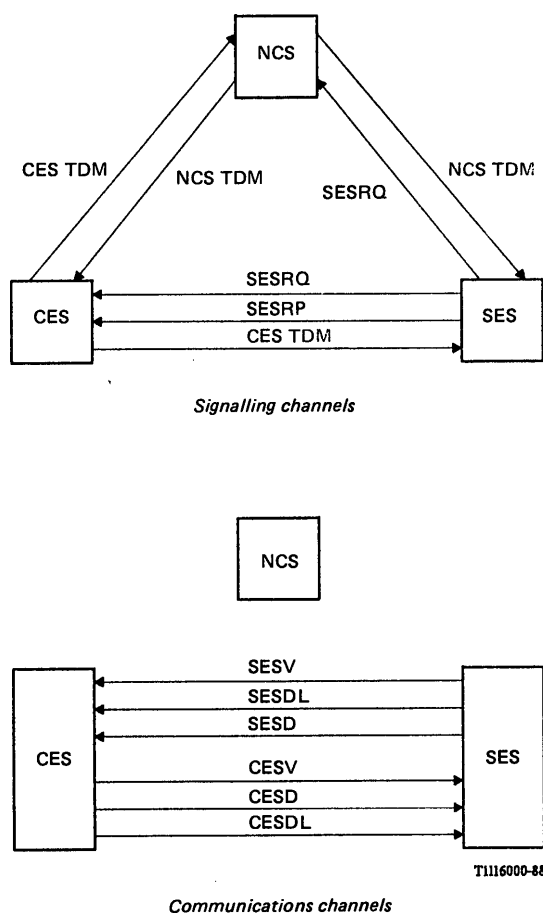 NCS
CES TDM
NCS TDM
SESRQ
NCS TDM
SESRQ
SESRP
CES TDM
CES
SES
Signalling channels
NCS
SESV
SESDL
SESD
CES
SES
CESV
CESD
CESDL
T1116000-88
Communications channels